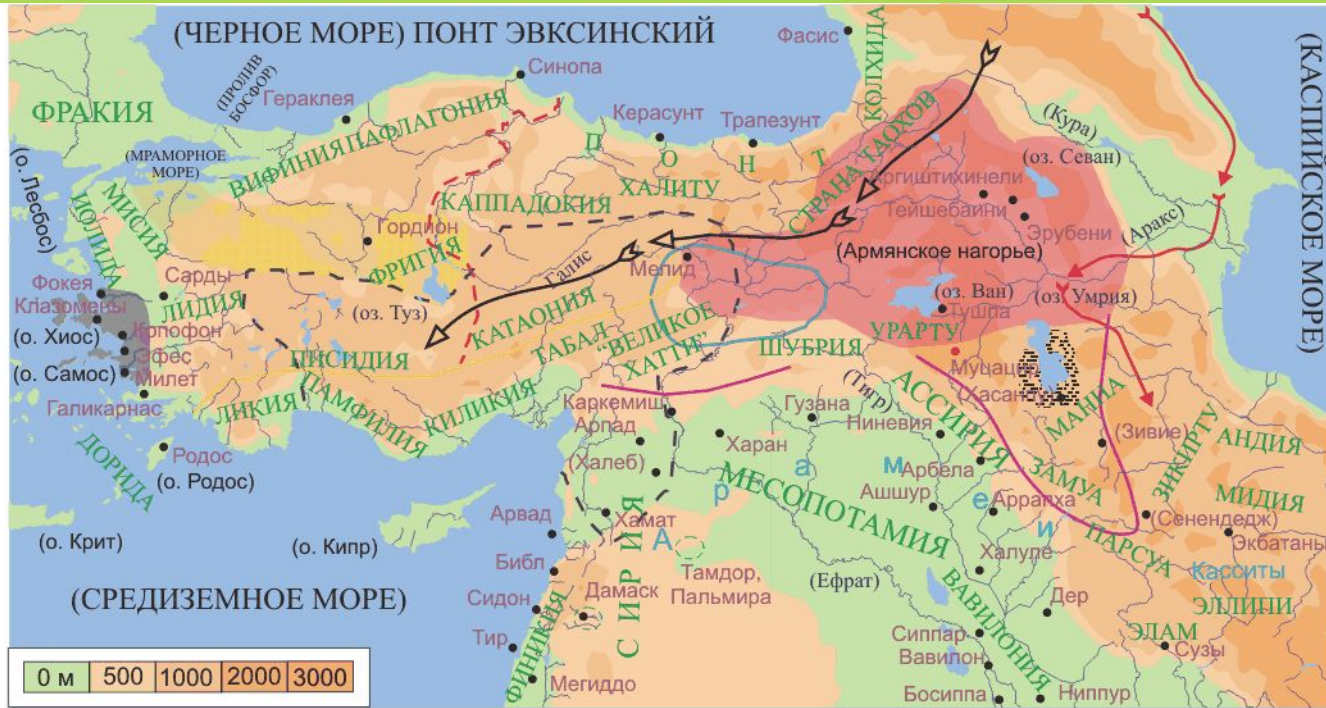 (ЧЕРНОЕ МОРЕ) ПОНТ ЭВКСИНСКИЙ
(КАСПИЙСКОЕ МОРЕ)
Фасис
КОЛХИДА
Синопа
(ПРОЛИВ БОСФОР)
Гераклея
ФРАКИЯ
Керасунт
Трапезунт
(Кура)
(МРАМОРНОЕ МОРЕ)
ВИФИНИЯ
ПАФЛАГОНИЯ
ПОНТ
СТРАНА ТАОХОВ
(оз. Севан)
(о. Лесбос)
МИСИЯ
ИОЛИДА
ХАЛИТУ
КАППАДОКИЯ
Аргиштихинели
Тейшебаини
Эрубени
(Аракс)
Гордион
ФРИГИЯ
Галис
Мелид
(Армянское нагорье)
Сарды
Фокея
Клазомены
ЛИДИЯ
(оз. Туз)
КАТАОНИЯ
(оз. Ван)
(оз. Умрия)
Тушпа
(о. Хиос)
Колофон
Эфес
(о. Самос)
Милет
ПИСИДИЯ
ТАБАЛ
"ВЕЛИКОЕ ХАТТИ"
УРАРТУ
ШУБРИЯ
Муцацир
(Хасанлу)
МАННА
Галикарнас
ЛИКИЯ
ПАМФИЛИЯ
КИЛИКИЯ
Каркемиш
(Тигр)
АССИРИЯ
Гузана
Ниневия
(Зивие)
ЗИКИРТУ
АНДИЯ
Арпад
Харан
ДОРИДА
Родос
(о. Родос)
(Халеб)
Арамеи
Арбела
ЗАМУА
МИДИЯ
МЕСОПОТАМИЯ
Ашшур
Аррапха
(Сенендедж)
Экбатаны
Арвад
Хамат
ПАРСУА
(о. Крит)
(о. Кипр)
СИРИЯ
Халуле
Касситы
Библ
Тамдор,
Пальмира
(Ефрат)
ВАВИЛОНИЯ
Дер
ЭЛЛИПИ
(СРЕДИЗЕМНОЕ МОРЕ)
Сидон
Дамаск
Сиппар
ЭЛАМ
Тир
ФИНИКИЯ
Вавилон
Сузы
Мегиддо
Босиппа
Ниппур
0 м 500 1000 2000 3000